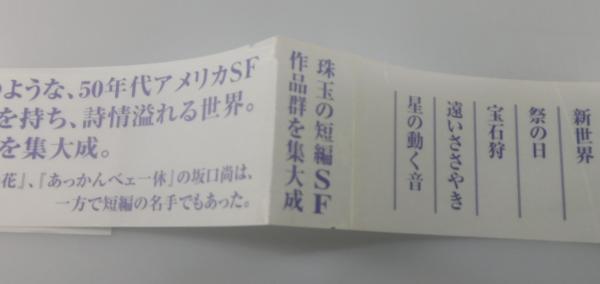 ような、50年代アメリカSF
を持ち、詩情溢れる世界。
を集大成。
花』、『あっかんべェ一休』の坂口尚は、
一方で短編の名手でもあった。
珠玉の短編SF
作品群を集大成
新世界
祭の日
宝石狩
遠いささやき
星の動く音